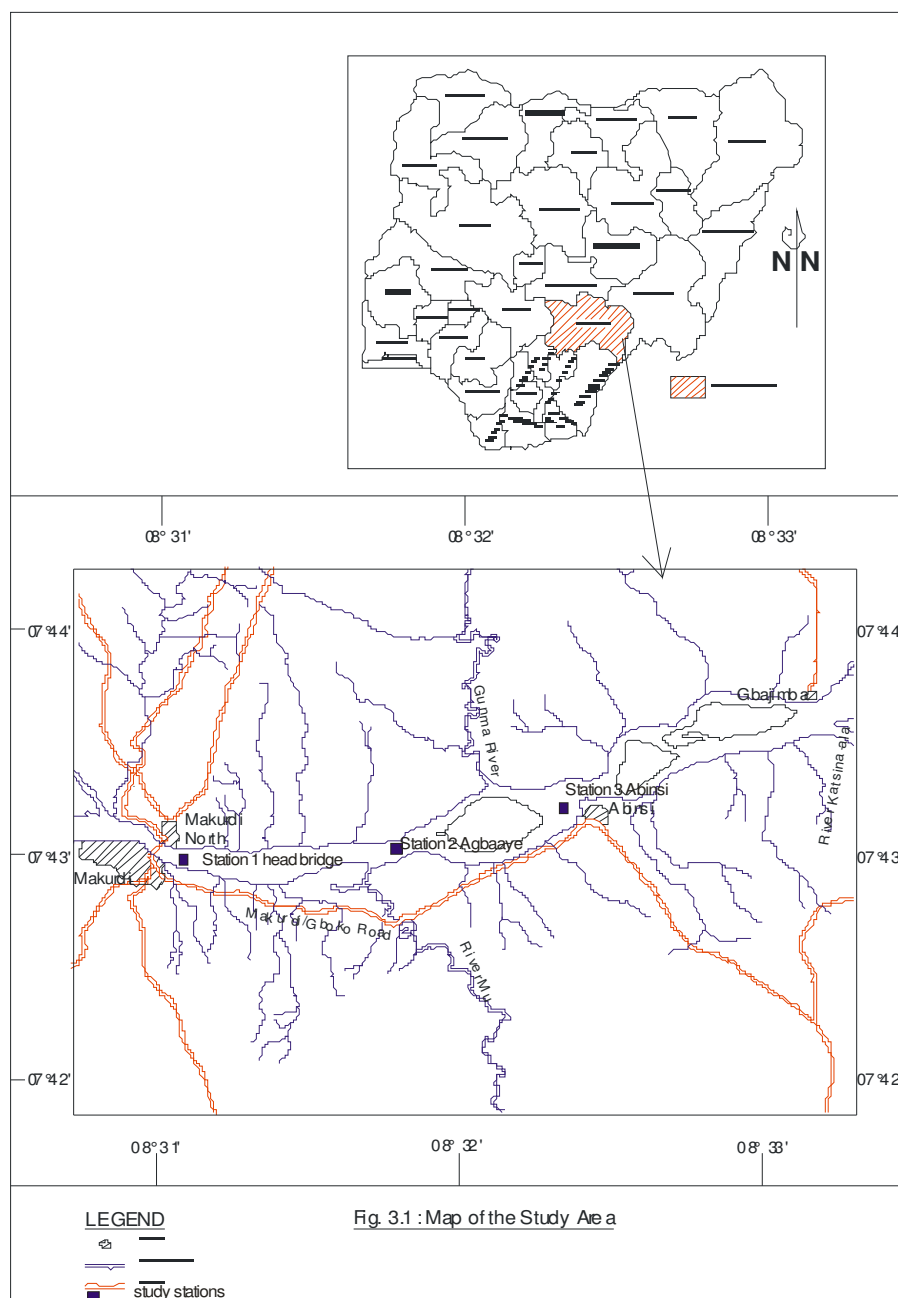 N N
08° 31'
08° 32'
08° 33'
07°44'
07°44'
Gbajimbaz
Gunma River
River Katsina ala
Station 3 Abinsi
Abinsi
Makurdi
North
Station 2 Agbaaye
07°43'
07°43'
Station 1 head bridge
Makurdi
Makurdi/Gboko Road
River Mu
07°42'
07°42'
08° 31'
08° 32'
08° 33'
LEGEND
Fig. 3.1 : Map of the Study Area
study stations